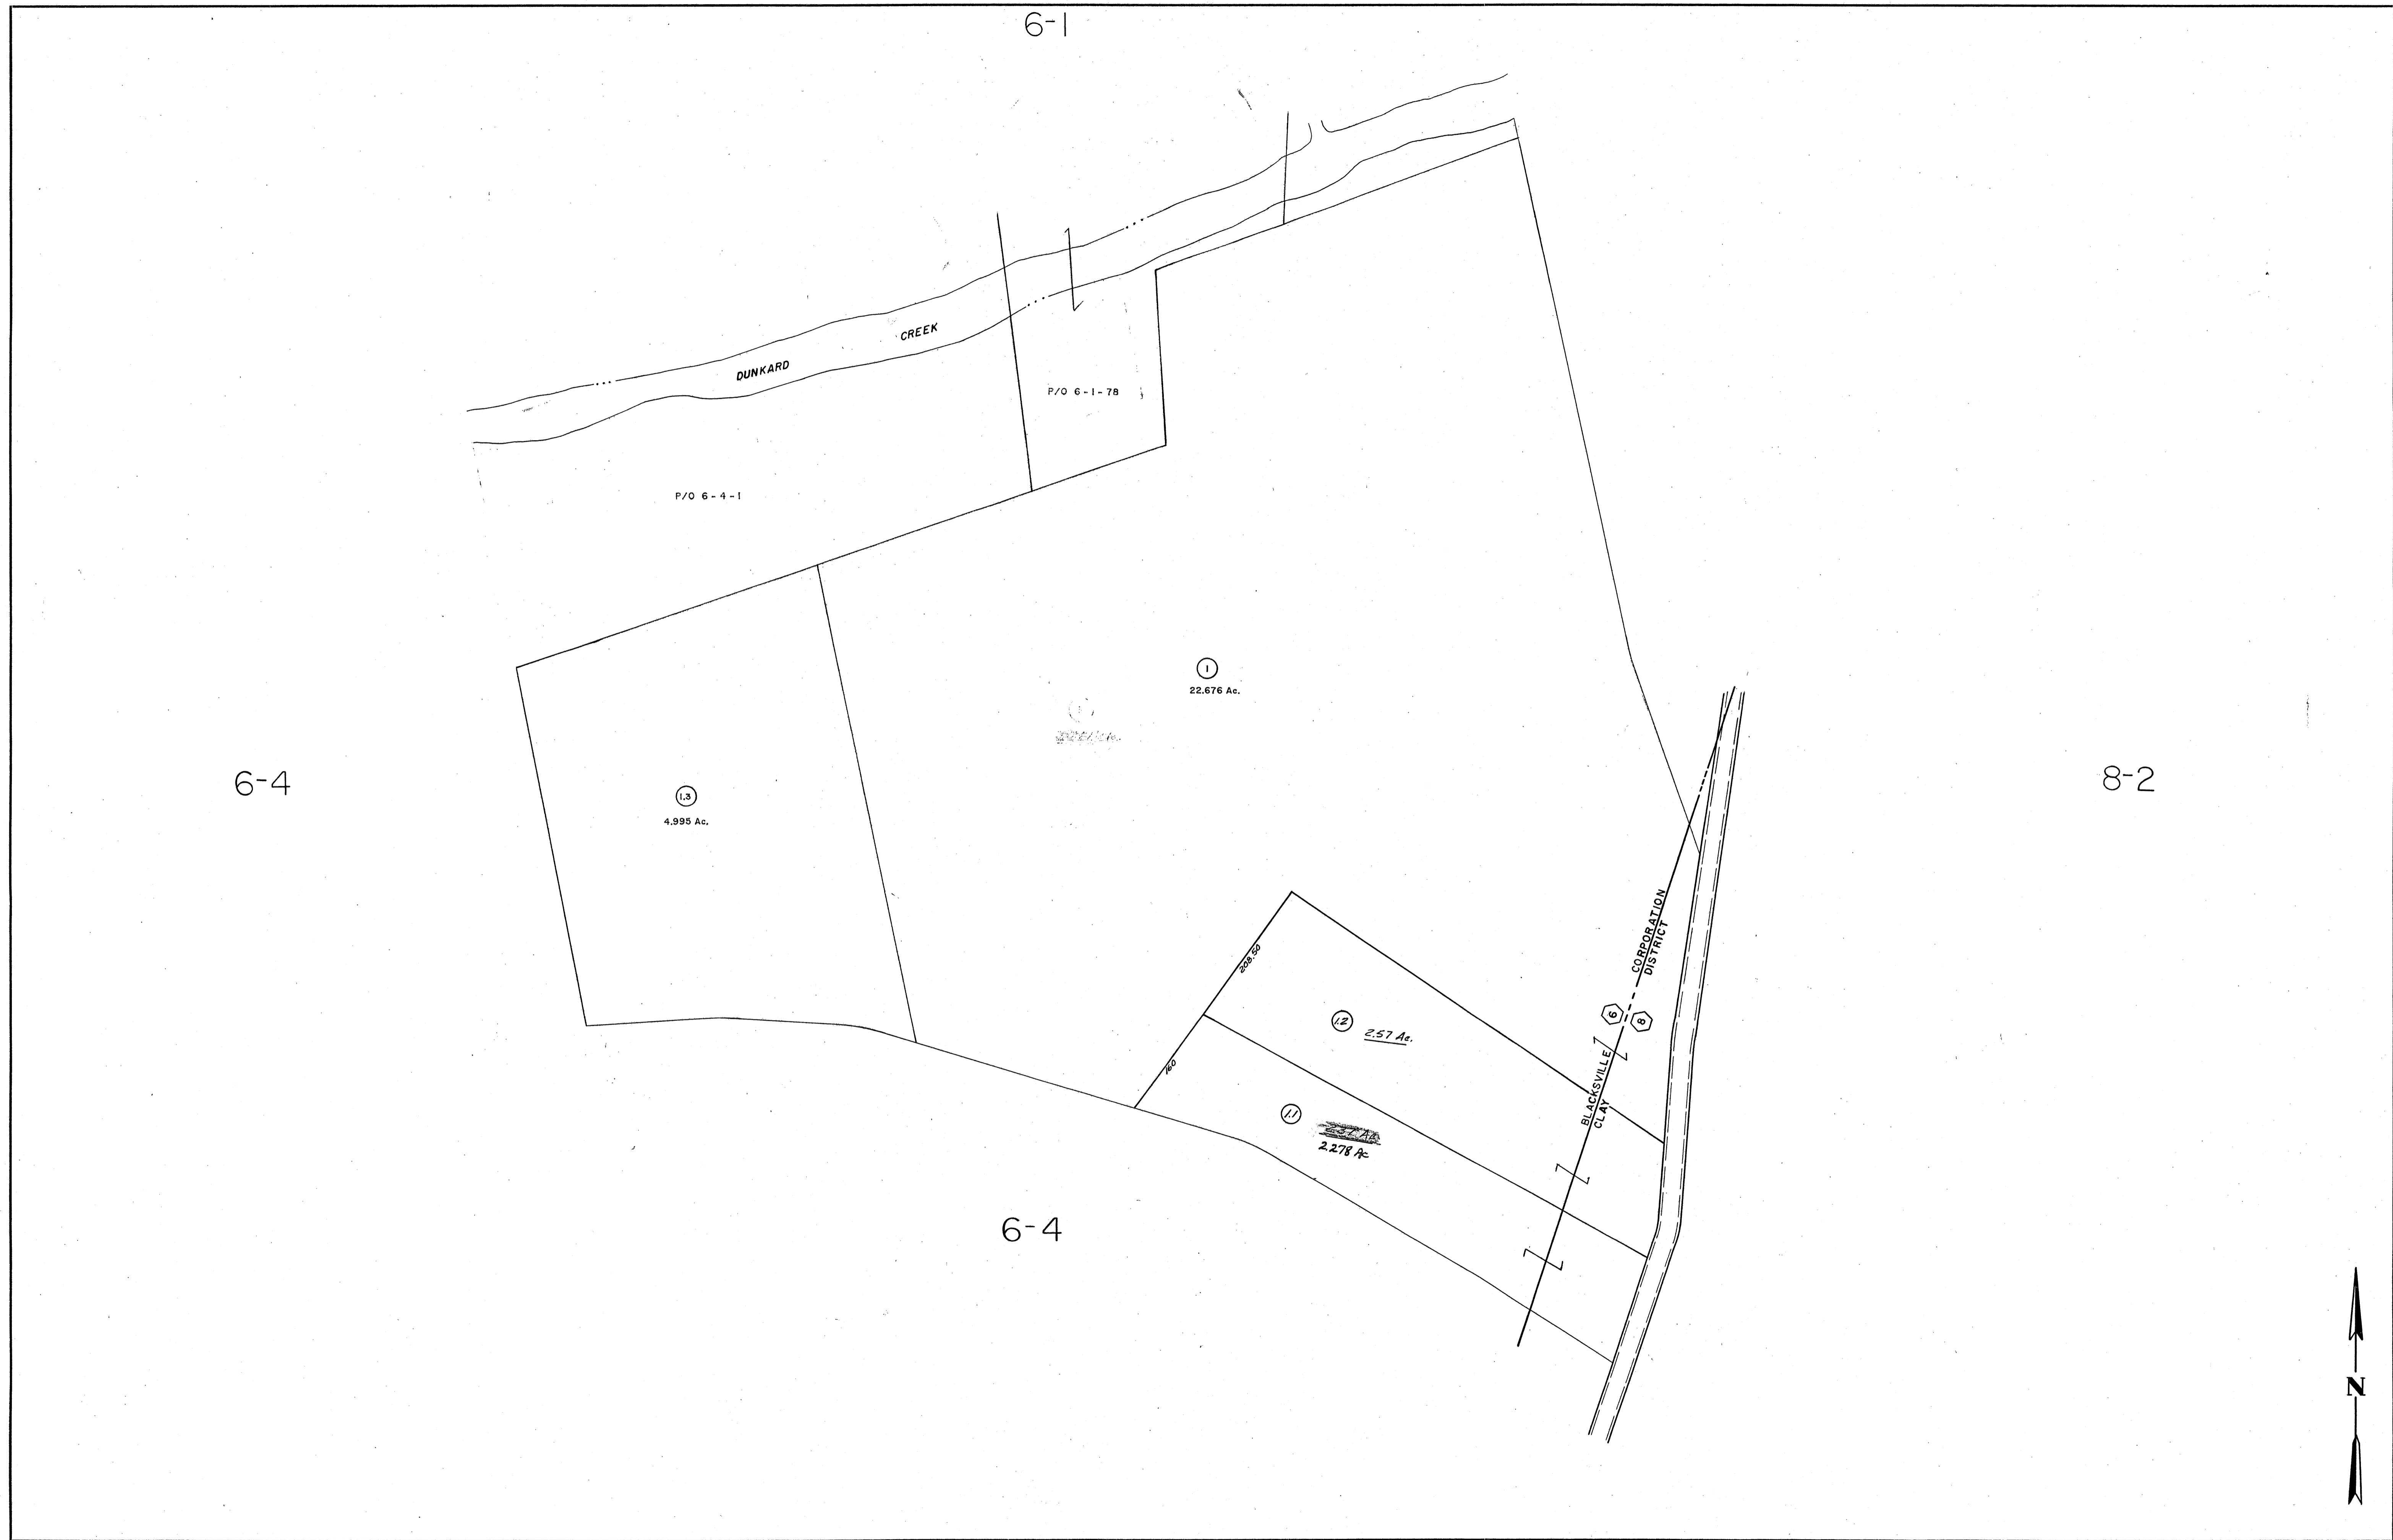 6-1
DUNKARD CREEK
P/O 6-1-78
P/O 6-4-1
1
22.676 Ac.
6-4
8-2
1.3
4.995 Ac.
CORPORATION
DISTRICT
208.50
6
8
1.2
2.57 Ac.
BLACKSVILLE
CLAY
160
1.1
2.278 Ac
6-4
N